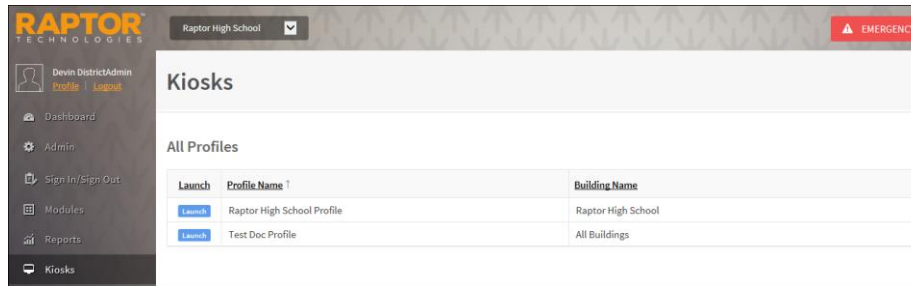 RAPTOR™
TECHNOLOGIES
Raptor High School
EMERGENCY
Devin DistrictAdmin
Profile | Logout
Kiosks
Dashboard
Admin
All Profiles
Sign In/Sign Out
Launch Profile Name ↑ Building Name
Modules
Launch Raptor High School Profile Raptor High School
Launch Test Doc Profile All Buildings
Reports
Kiosks